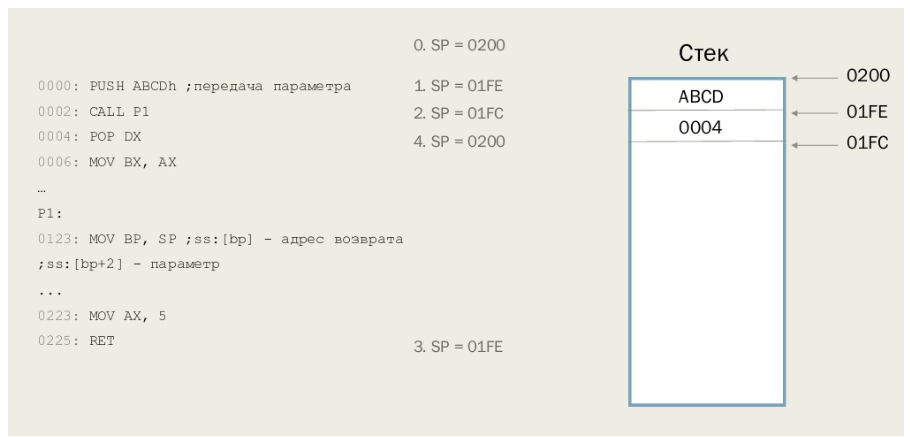 0. SP = 0200
0000: PUSH ABCDh ;передача параметра
1. SP = 01FE
0002: CALL P1
2. SP = 01FC
0004: POP DX
4. SP = 0200
0006: MOV BX, AX
…
P1:
0123: MOV BP, SP ;ss:[bp] - адрес возврата
;ss:[bp+2] - параметр
...
0223: MOV AX, 5
0225: RET
3. SP = 01FE
Стек
ABCD
0004
0200
01FE
01FC